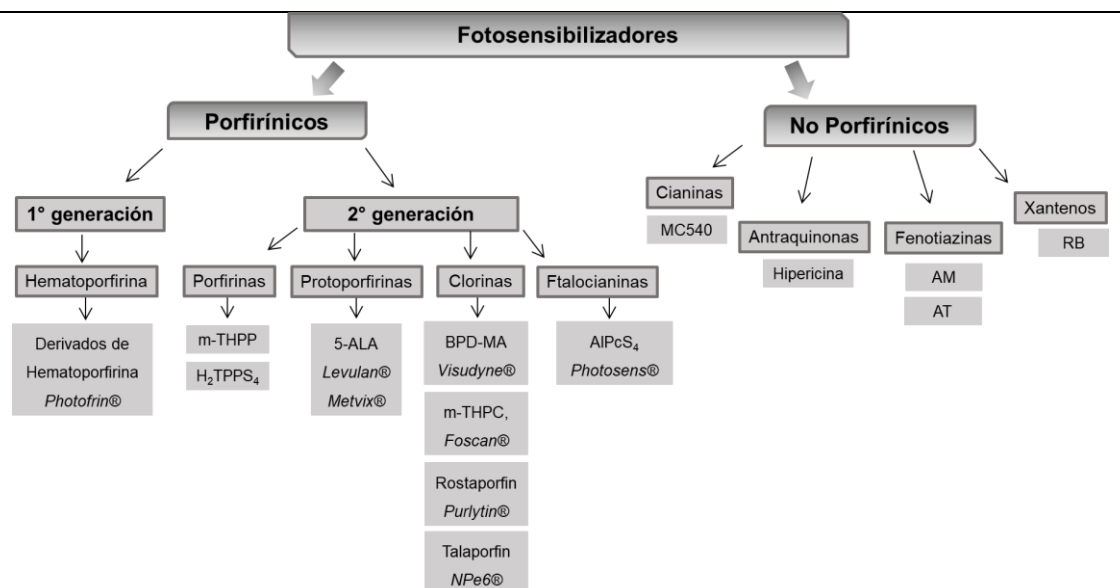 Fotosensibilizadores
Porfirínicos
No Porfirínicos
1° generación
2° generación
Cianinas
MC540
Antraquinonas
Hipericina
Fenotiazinas
AM
AT
Xantenos
RB
Hematoporfirina
Derivados de
Hematoporfirina
Photofrin®
Porfirinas
m-THPP
H₂TPPS₄
Protoporfirinas
5-ALA
Levulan®
Metvix®
Clorinas
BPD-MA
Visudyne®
m-THPC,
Foscan®
Rostaporfin
Purlytin®
Talaporfin
NPe6®
Ftalocianinas
AlPcS₄
Photosens®